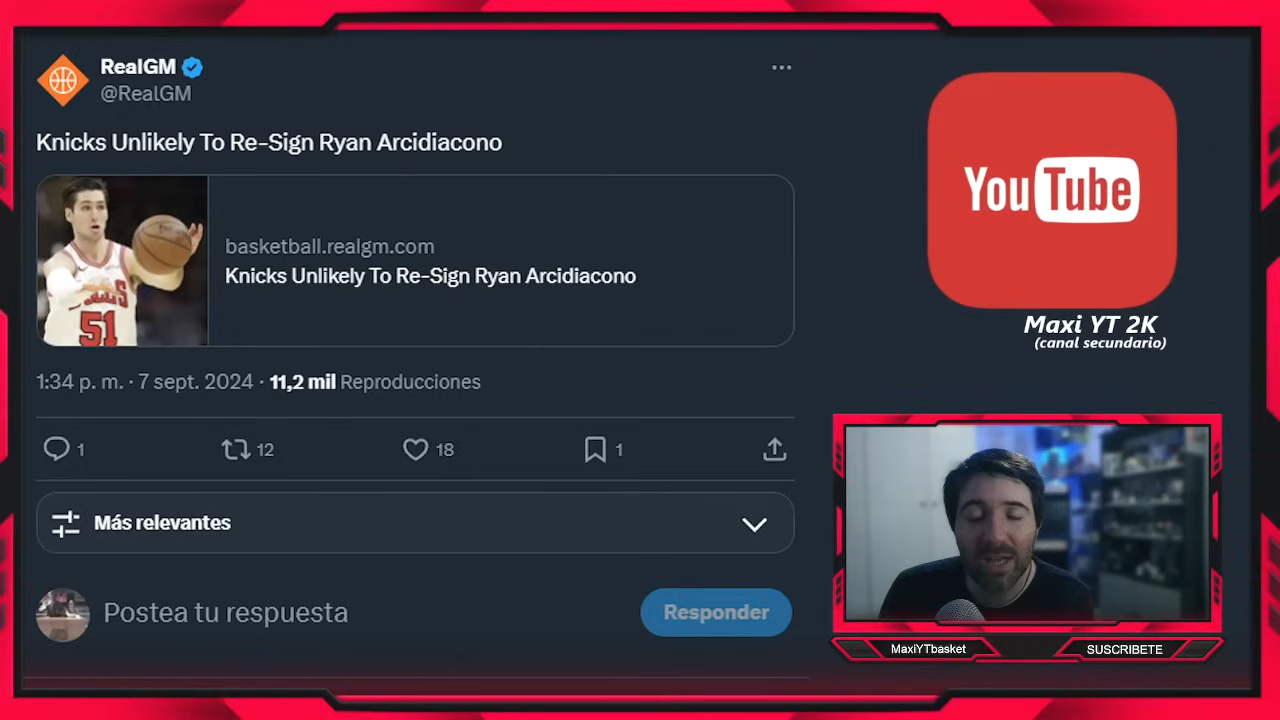 RealGM
@RealGM
Knicks Unlikely To Re-Sign Ryan Arcidiacono
51
basketball.realgm.com
Knicks Unlikely To Re-Sign Ryan Arcidiacono
1:34 p. m. · 7 sept. 2024 · 11,2 mil Reproducciones
1
12
18
1
Más relevantes
Postea tu respuesta
Responder
YouTube
Maxi YT 2K
(canal secundario)
MaxiYTbasket
SUSCRIBETE